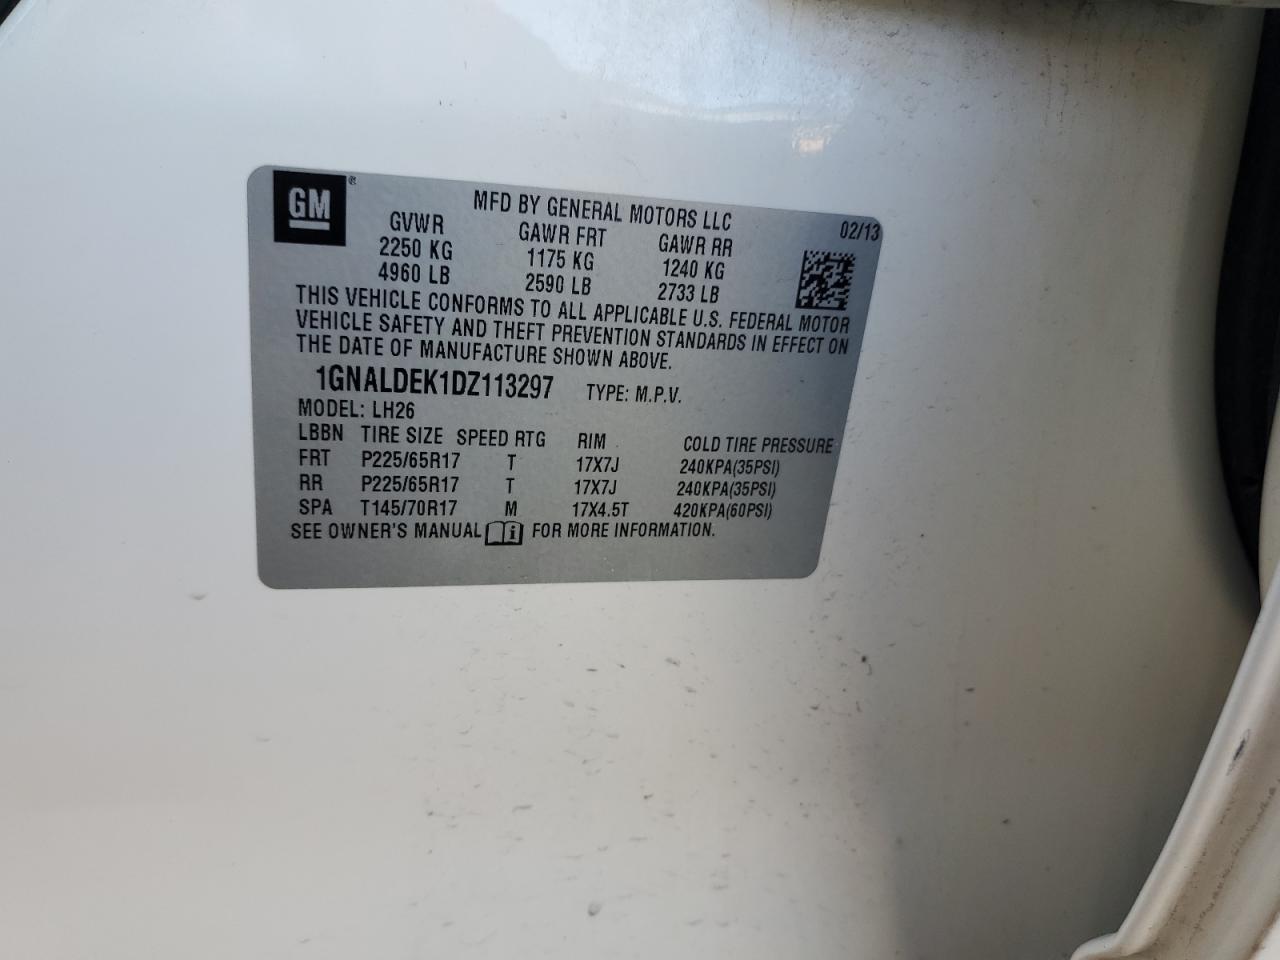 GM®
MFD BY GENERAL MOTORS LLC
02/13
GVWR GAWR FRT GAWR RR
2250 KG 1175 KG 1240 KG
4960 LB 2590 LB 2733 LB
THIS VEHICLE CONFORMS TO ALL APPLICABLE U.S. FEDERAL MOTOR
VEHICLE SAFETY AND THEFT PREVENTION STANDARDS IN EFFECT ON
THE DATE OF MANUFACTURE SHOWN ABOVE.
1GNALDEK1DZ113297 TYPE: M.P.V.
MODEL: LH26
LBBN TIRE SIZE SPEED RTG RIM COLD TIRE PRESSURE
FRT P225/65R17 T 17X7J 240KPA(35PSI)
RR P225/65R17 T 17X7J 240KPA(35PSI)
SPA T145/70R17 M 17X4.5T 420KPA(60PSI)
SEE OWNER'S MANUAL i FOR MORE INFORMATION.